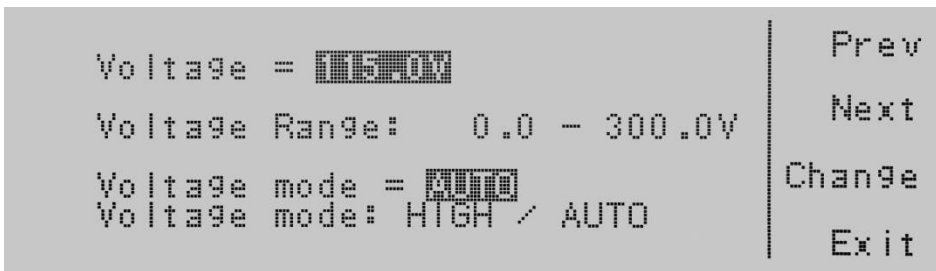 Voltage = 115.0V
Voltage Range: 0.0 - 300.0V
Voltage mode = AUTO
Voltage mode: HIGH / AUTO
Prev
Next
Change
Exit